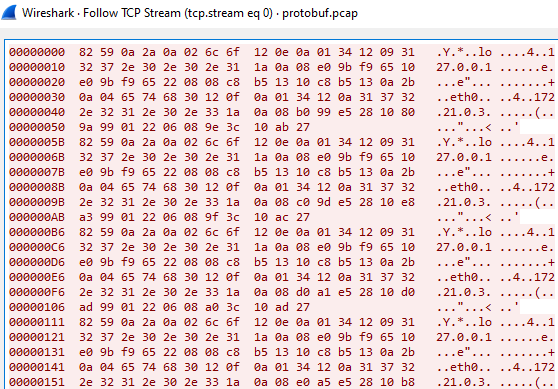 Wireshark · Follow TCP Stream (tcp.stream eq 0) · protobuf.pcap
00000000 82 59 0a 2a 0a 02 6c 6f 12 0e 0a 01 34 12 09 31 .Y.*..lo ....4..1
00000010 32 37 2e 30 2e 30 2e 31 1a 0a 08 e0 9b f9 65 10 27.0.0.1 ......e.
00000020 e0 9b f9 65 22 08 08 c8 b5 13 10 c8 b5 13 0a 2b ...e"... .......+
00000030 0a 04 65 74 68 30 12 0f 0a 01 34 12 0a 31 37 32 ..eth0.. ..4..172
00000040 2e 32 31 2e 30 2e 33 1a 0a 08 b0 99 e5 28 10 80 .21.0.3. .....(..
00000050 9a 99 01 22 06 08 9e 3c 10 ab 27 ..."...< ..'
0000005B 82 59 0a 2a 0a 02 6c 6f 12 0e 0a 01 34 12 09 31 .Y.*..lo ....4..1
0000006B 32 37 2e 30 2e 30 2e 31 1a 0a 08 e0 9b f9 65 10 27.0.0.1 ......e.
0000007B e0 9b f9 65 22 08 08 c8 b5 13 10 c8 b5 13 0a 2b ...e"... .......+
0000008B 0a 04 65 74 68 30 12 0f 0a 01 34 12 0a 31 37 32 ..eth0.. ..4..172
0000009B 2e 32 31 2e 30 2e 33 1a 0a 08 c0 9d e5 28 10 e8 .21.0.3. .....(..
000000AB a3 99 01 22 06 08 9f 3c 10 ac 27 ..."...< ..'
000000B6 82 59 0a 2a 0a 02 6c 6f 12 0e 0a 01 34 12 09 31 .Y.*..lo ....4..1
000000C6 32 37 2e 30 2e 30 2e 31 1a 0a 08 e0 9b f9 65 10 27.0.0.1 ......e.
000000D6 e0 9b f9 65 22 08 08 c8 b5 13 10 c8 b5 13 0a 2b ...e"... .......+
000000E6 0a 04 65 74 68 30 12 0f 0a 01 34 12 0a 31 37 32 ..eth0.. ..4..172
000000F6 2e 32 31 2e 30 2e 33 1a 0a 08 d0 a1 e5 28 10 d0 .21.0.3. .....(..
00000106 ad 99 01 22 06 08 a0 3c 10 ad 27 ..."...< ..'
00000111 82 59 0a 2a 0a 02 6c 6f 12 0e 0a 01 34 12 09 31 .Y.*..lo ....4..1
00000121 32 37 2e 30 2e 30 2e 31 1a 0a 08 e0 9b f9 65 10 27.0.0.1 ......e.
00000131 e0 9b f9 65 22 08 08 c8 b5 13 10 c8 b5 13 0a 2b ...e"... .......+
00000141 0a 04 65 74 68 30 12 0f 0a 01 34 12 0a 31 37 32 ..eth0.. ..4..172
00000151 2e 32 31 2e 30 2e 33 1a 0a 08 e0 a5 e5 28 10 b8 .21.0.3. .....(..